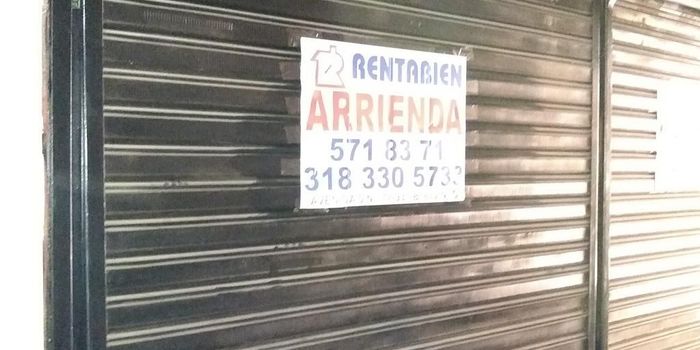 RENTABIEN
ARRIENDA
571 83 71
318 330 5733